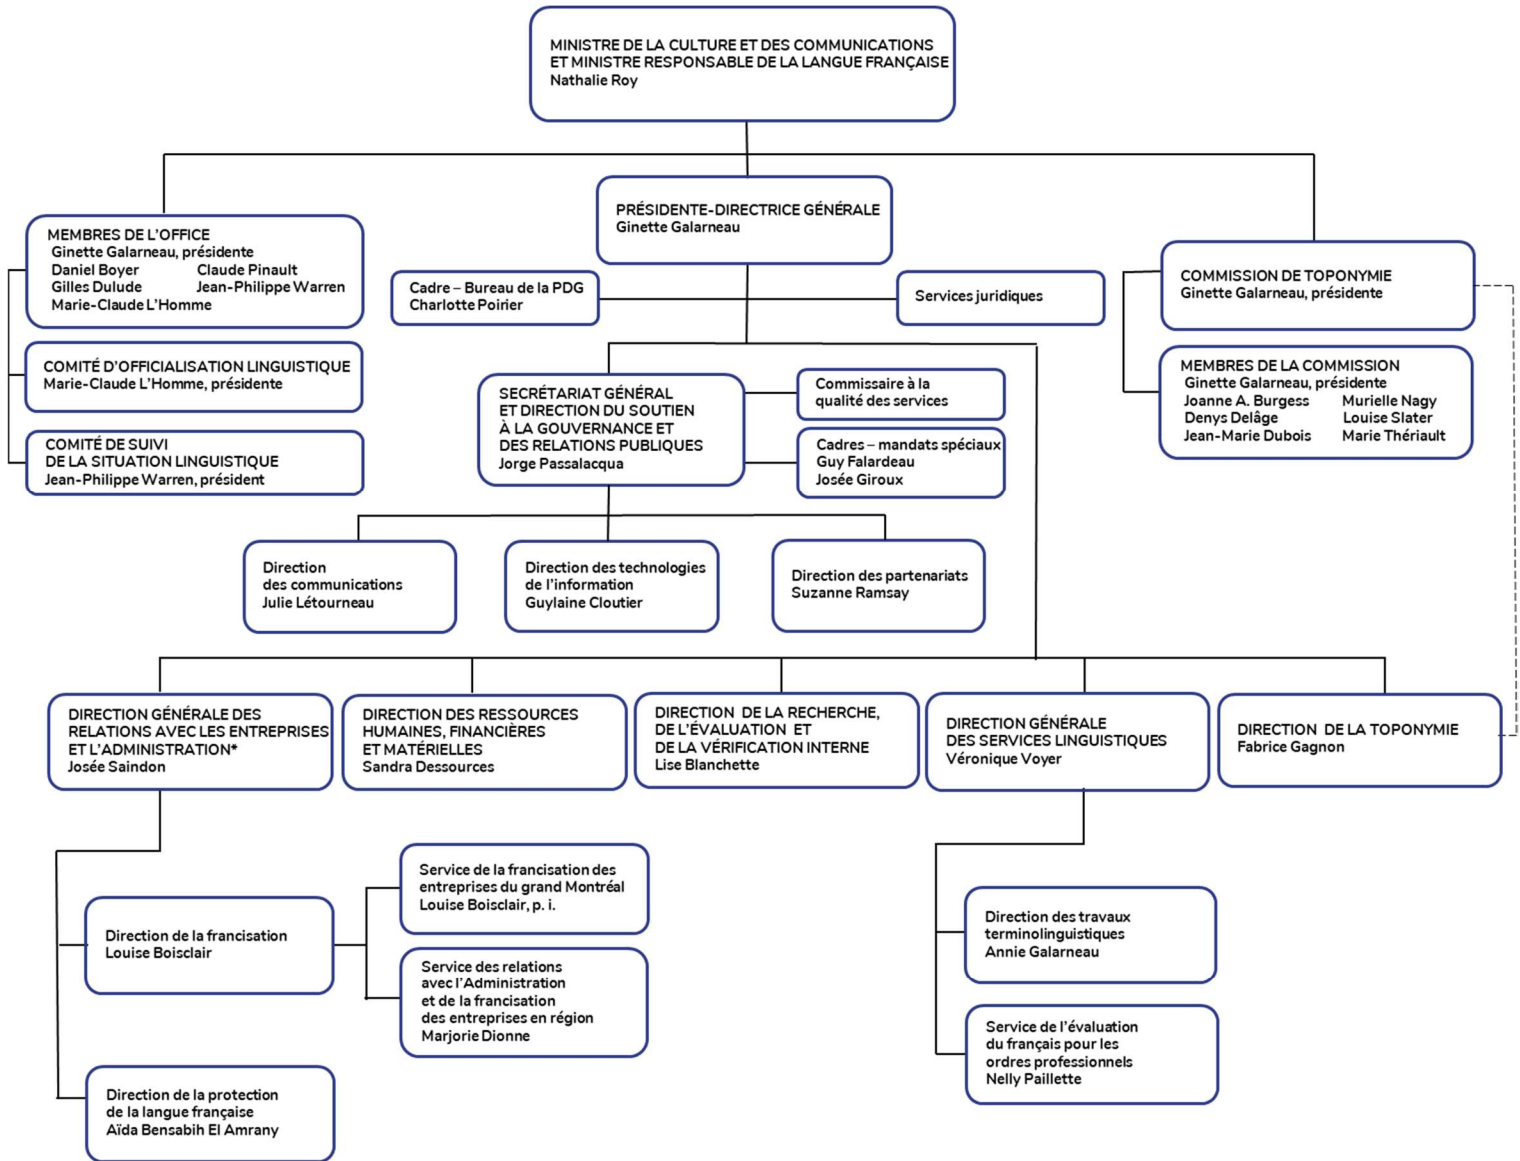 MINISTRE DE LA CULTURE ET DES COMMUNICATIONS
ET MINISTRE RESPONSABLE DE LA LANGUE FRANÇAISE
Nathalie Roy
PRÉSIDENTE-DIRECTRICE GÉNÉRALE
Ginette Galarneau
MEMBRES DE L'OFFICE
Ginette Galarneau, présidente
Daniel Boyer Claude Pinault
Gilles Dulude Jean-Philippe Warren
Marie-Claude L'Homme
COMITÉ D'OFFICIALISATION LINGUISTIQUE
Marie-Claude L'Homme, présidente
COMITÉ DE SUIVI
DE LA SITUATION LINGUISTIQUE
Jean-Philippe Warren, président
Cadre – Bureau de la PDG
Charlotte Poirier
Services juridiques
COMMISSION DE TOPONYMIE
Ginette Galarneau, présidente
MEMBRES DE LA COMMISSION
Ginette Galarneau, présidente
Joanne A. Burgess Murielle Nagy
Denys Delâge Louise Slater
Jean-Marie Dubois Marie Thériault
SECRÉTARIAT GÉNÉRAL
ET DIRECTION DU SOUTIEN
À LA GOUVERNANCE ET
DES RELATIONS PUBLIQUES
Jorge Passalacqua
Commissaire à la
qualité des services
Cadres – mandats spéciaux
Guy Falardeau
Josée Giroux
Direction
des communications
Julie Létourneau
Direction des technologies
de l'information
Guylaine Cloutier
Direction des partenariats
Suzanne Ramsay
DIRECTION GÉNÉRALE DES
RELATIONS AVEC LES ENTREPRISES
ET L'ADMINISTRATION*
Josée Saindon
DIRECTION DES RESSOURCES
HUMAINES, FINANCIÈRES
ET MATÉRIELLES
Sandra Dessources
DIRECTION DE LA RECHERCHE,
DE L'ÉVALUATION ET
DE LA VÉRIFICATION INTERNE
Lise Blanchette
DIRECTION GÉNÉRALE
DES SERVICES LINGUISTIQUES
Véronique Voyer
DIRECTION DE LA TOPONYMIE
Fabrice Gagnon
Direction de la francisation
Louise Boisclair
Service de la francisation des
entreprises du grand Montréal
Louise Boisclair, p. i.
Service des relations
avec l'Administration
et de la francisation
des entreprises en région
Marjorie Dionne
Direction de la protection
de la langue française
Aïda Bensabih El Amrany
Direction des travaux
terminolinguistiques
Annie Galarneau
Service de l'évaluation
du français pour les
ordres professionnels
Nelly Paillette